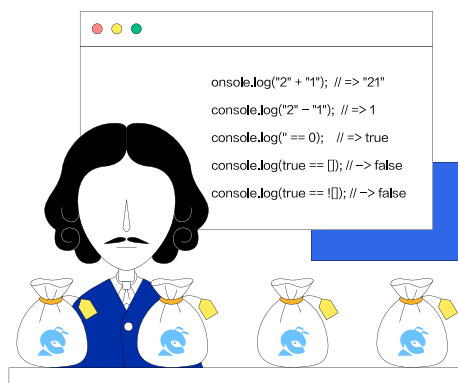 onsole.log("2" + "1");  // => "21"
console.log("2" – "1");  // => 1
console.log(" == 0);    // => true
console.log(true == []); // –> false
console.log(true == ![]); // –> false